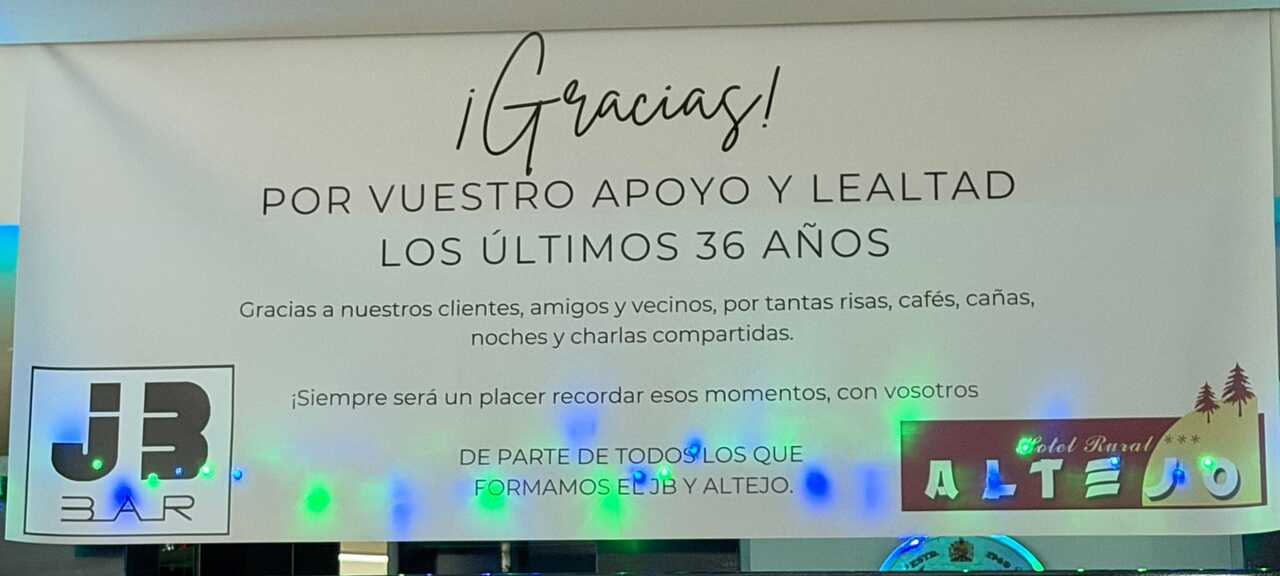 ¡Gracias!
POR VUESTRO APOYO Y LEALTAD
LOS ÚLTIMOS 36 AÑOS
Gracias a nuestros clientes, amigos y vecinos, por tantas risas, cafés, cañas,
noches y charlas compartidas.
¡Siempre será un placer recordar esos momentos, con vosotros
DE PARTE DE TODOS LOS QUE
FORMAMOS EL JB Y ALTEJO.
JB
BAR
Hotel Rural ***
ALTEJO
ESTD